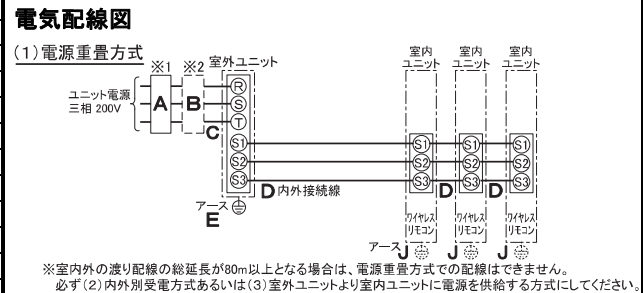 電気配線図
(1)電源重畳方式
※1 ※2 室外ユニット
室内ユニット 室内ユニット 室内ユニット
ユニット電源
三相 200V
A B C
R
S
T
S1 S1 S1 S1
S2 S2 S2 S2
S3 S3 S3 S3
D 内外接続線 D D
アース
E
ワイヤレスリモコン ワイヤレスリモコン ワイヤレスリモコン
アース J J J
※室内外の渡り配線の総延長が80m以上となる場合は、電源重畳方式での配線はできません。
必ず(2)内外別受電方式あるいは(3)室外ユニットより室内ユニットに電源を供給する方式にしてください。